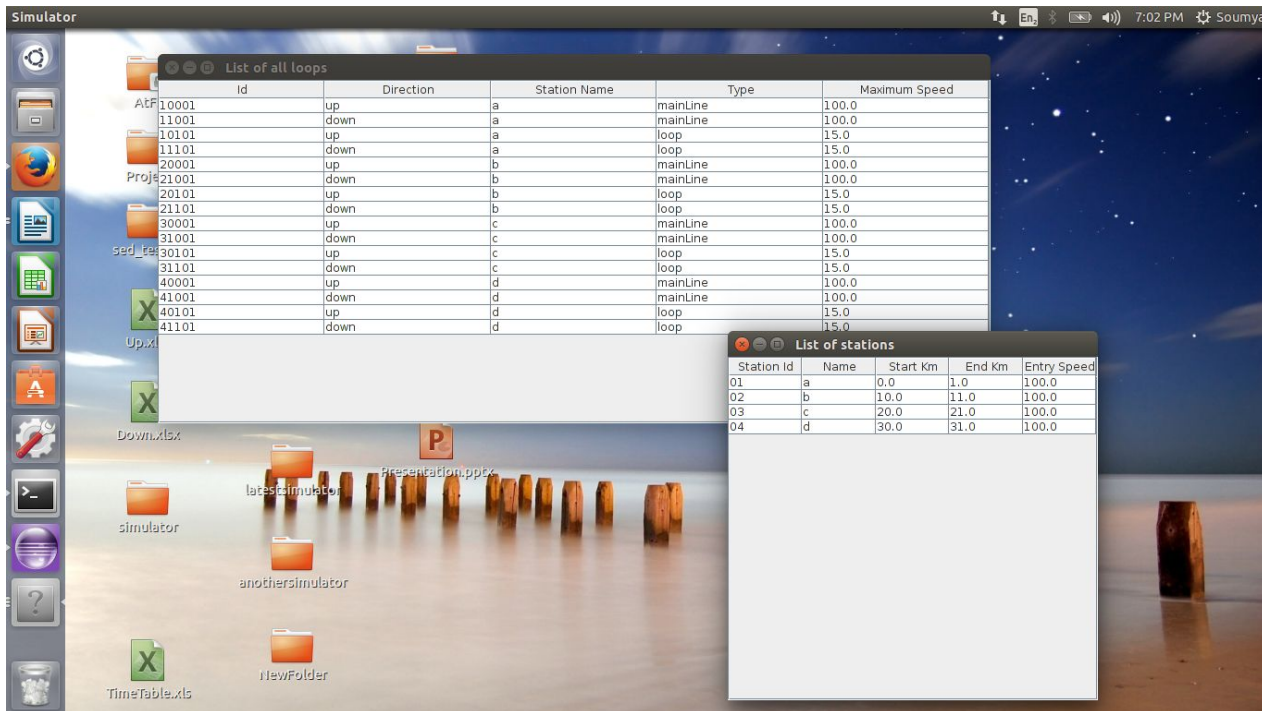 Simulator
En2 7:02 PM Soumya
List of all loops
Id Direction Station Name Type Maximum Speed
10001 up a mainLine 100.0
11001 down a mainLine 100.0
10101 up a loop 15.0
11101 down a loop 15.0
20001 up b mainLine 100.0
21001 down b mainLine 100.0
20101 up b loop 15.0
21101 down b loop 15.0
30001 up c mainLine 100.0
31001 down c mainLine 100.0
30101 up c loop 15.0
31101 down c loop 15.0
40001 up d mainLine 100.0
41001 down d mainLine 100.0
40101 up d loop 15.0
41101 down d loop 15.0
List of stations
Station Id Name Start Km End Km Entry Speed
01 a 0.0 1.0 100.0
02 b 10.0 11.0 100.0
03 c 20.0 21.0 100.0
04 d 30.0 31.0 100.0
Down.xlsx
Presentation.pptx
latestsimulator
simulator
anothersimulator
NewFolder
TimeTable.xls